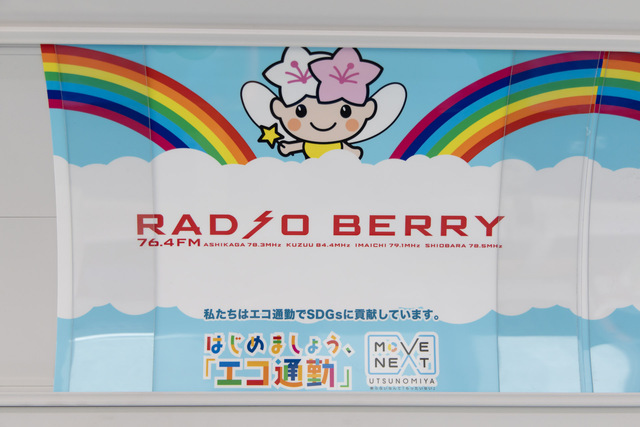 RADIO BERRY
76.4FM ASHIKAGA 78.3MHz KUZUU 84.4MHz IMAICHI 79.1MHz SHIOBARA 78.5MHz
私たちはエコ通勤でSDGsに貢献しています。
はじめましょう、
「エコ通勤」
MOVE
NEXT
UTSUNOMIYA